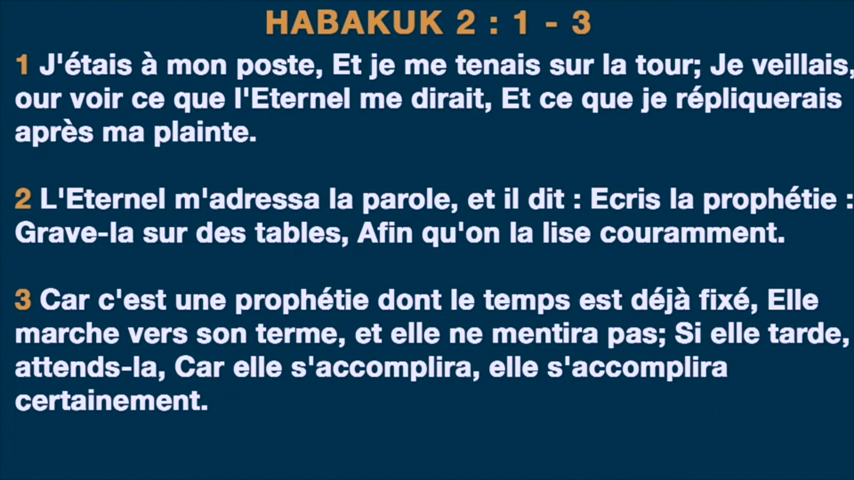 HABAKUK 2 : 1 - 3
1 J'étais à mon poste, Et je me tenais sur la tour; Je veillais,
our voir ce que l'Eternel me dirait, Et ce que je répliquerais
après ma plainte.
2 L'Eternel m'adressa la parole, et il dit : Ecris la prophétie :
Grave-la sur des tables, Afin qu'on la lise couramment.
3 Car c'est une prophétie dont le temps est déjà fixé, Elle
marche vers son terme, et elle ne mentira pas; Si elle tarde,
attends-la, Car elle s'accomplira, elle s'accomplira
certainement.